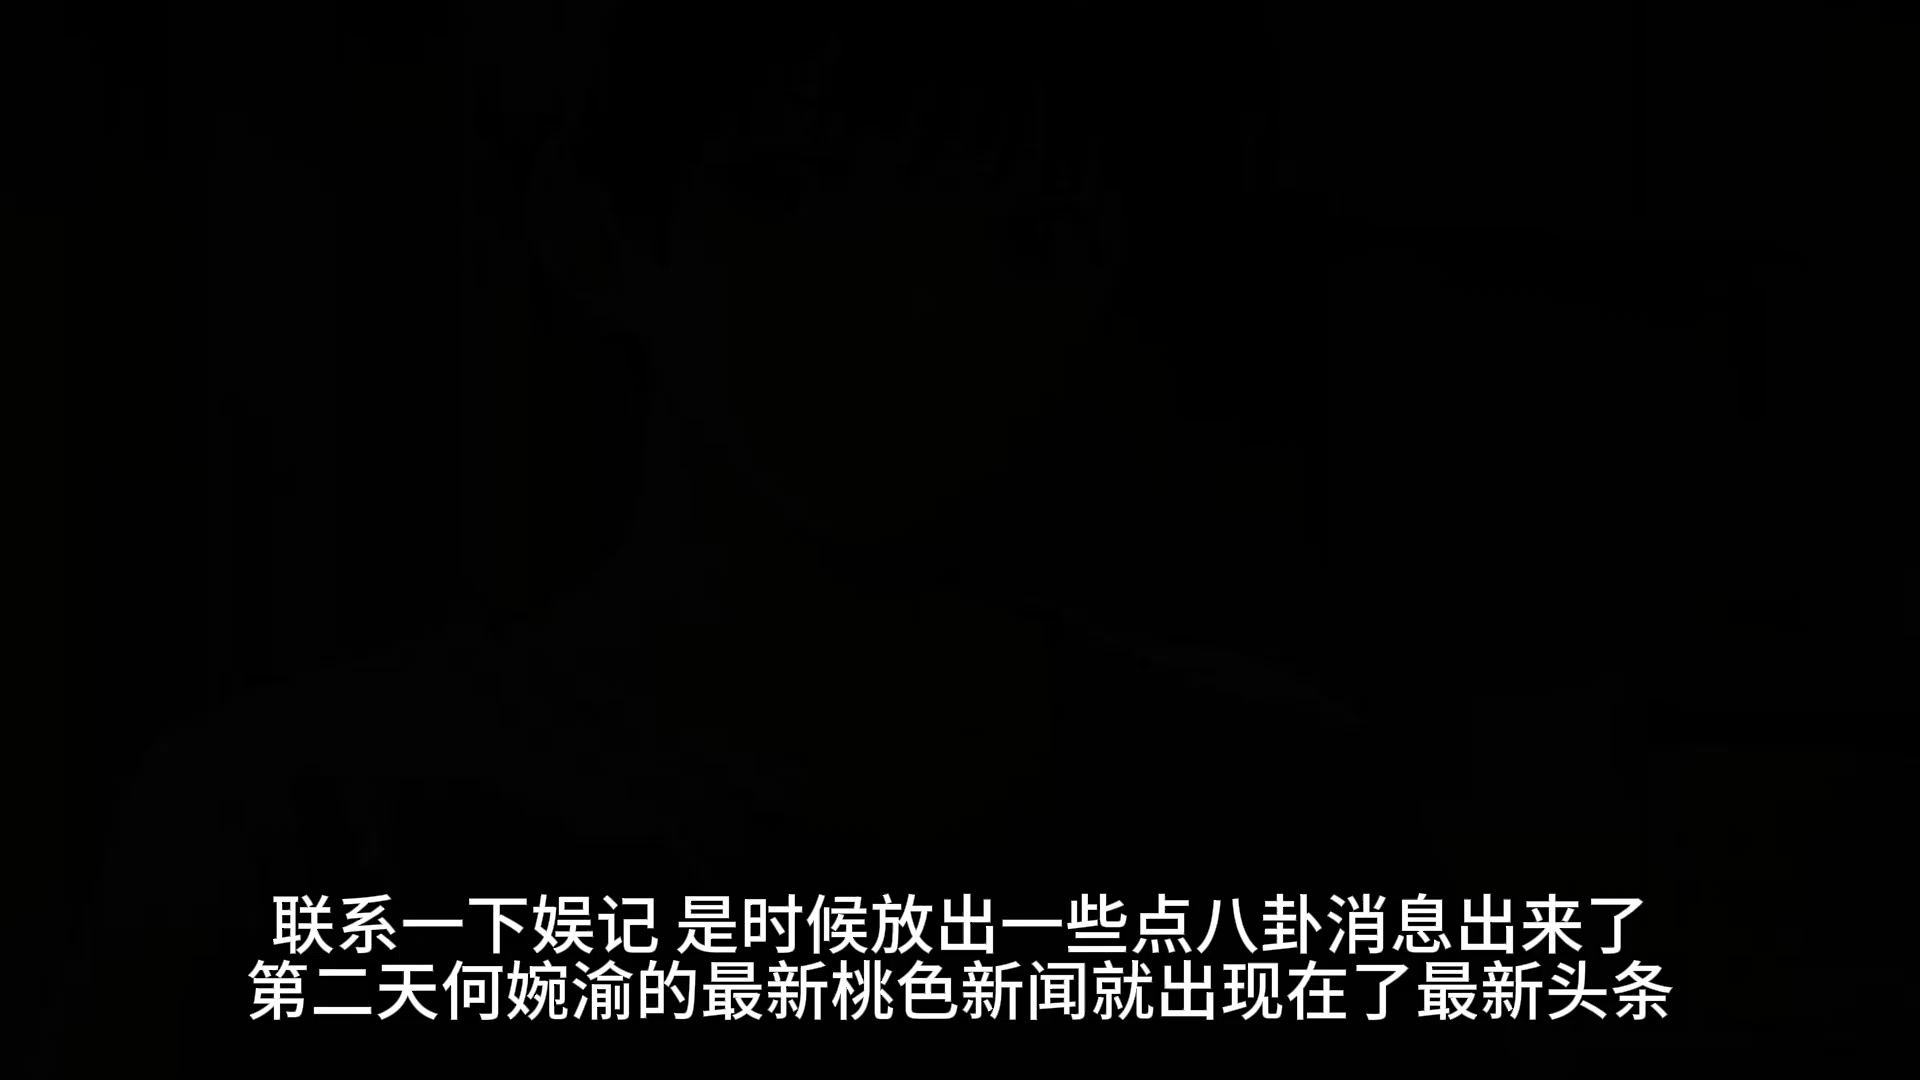 联系一下娱记 是时候放出一些点八卦消息出来了
第二天何婉渝的最新桃色新闻就出现在了最新头条